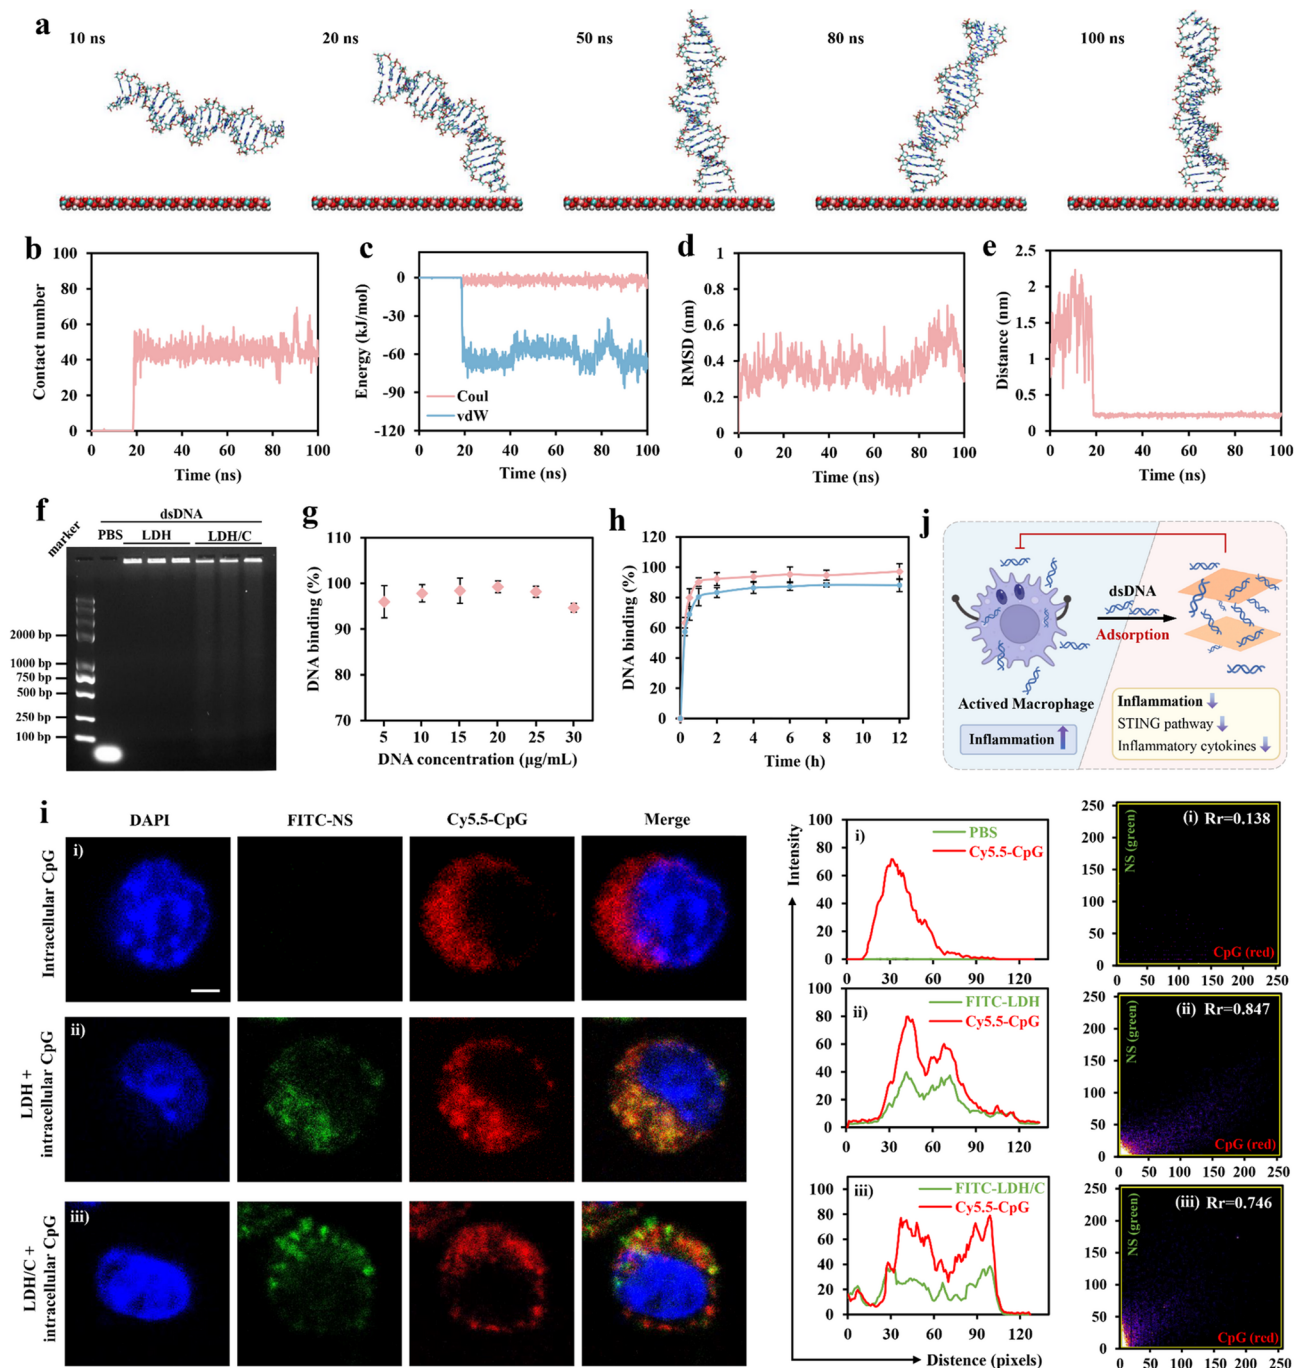 a
10 ns
20 ns
50 ns
80 ns
100 ns
b
Contact number
100
80
60
40
20
0
0 20 40 60 80 100
Time (ns)
c
Energy (kJ/mol)
0
-30
-60
-90
-120
Coul
vdW
0 20 40 60 80 100
Time (ns)
d
RMSD (nm)
1
0.8
0.6
0.4
0.2
0
0 20 40 60 80 100
Time (ns)
e
Distance (nm)
2.5
2
1.5
1
0.5
0
0 20 40 60 80 100
Time (ns)
f
marker
dsDNA
PBS LDH LDH/C
2000 bp
1000 bp
750 bp
500 bp
250 bp
100 bp
g
DNA binding (%)
110
100
90
80
70
5 10 15 20 25 30
DNA concentration (μg/mL)
h
DNA binding (%)
120
100
80
60
40
20
0
0 2 4 6 8 10 12
Time (h)
j
dsDNA
Adsorption
Actived Macrophage
Inflammation
Inflammation
STING pathway
Inflammatory cytokines
i
DAPI FITC-NS Cy5.5-CpG Merge
Intracellular CpG
i)
LDH +
intracellular CpG
ii)
LDH/C +
intracellular CpG
iii)
Intensity
i)
PBS
Cy5.5-CpG
100
80
60
40
20
0
0 30 60 90 120
ii)
FITC-LDH
Cy5.5-CpG
100
80
60
40
20
0
0 30 60 90 120
iii)
FITC-LDH/C
Cy5.5-CpG
100
80
60
40
20
0
0 30 60 90 120
Distence (pixels)
250
200
150
100
50
0
NS (green)
(i) Rr=0.138
CpG (red)
0 50 100 150 200 250
250
200
150
100
50
0
NS (green)
(ii) Rr=0.847
CpG (red)
0 50 100 150 200 250
250
200
150
100
50
0
NS (green)
(iii) Rr=0.746
CpG (red)
0 50 100 150 200 250